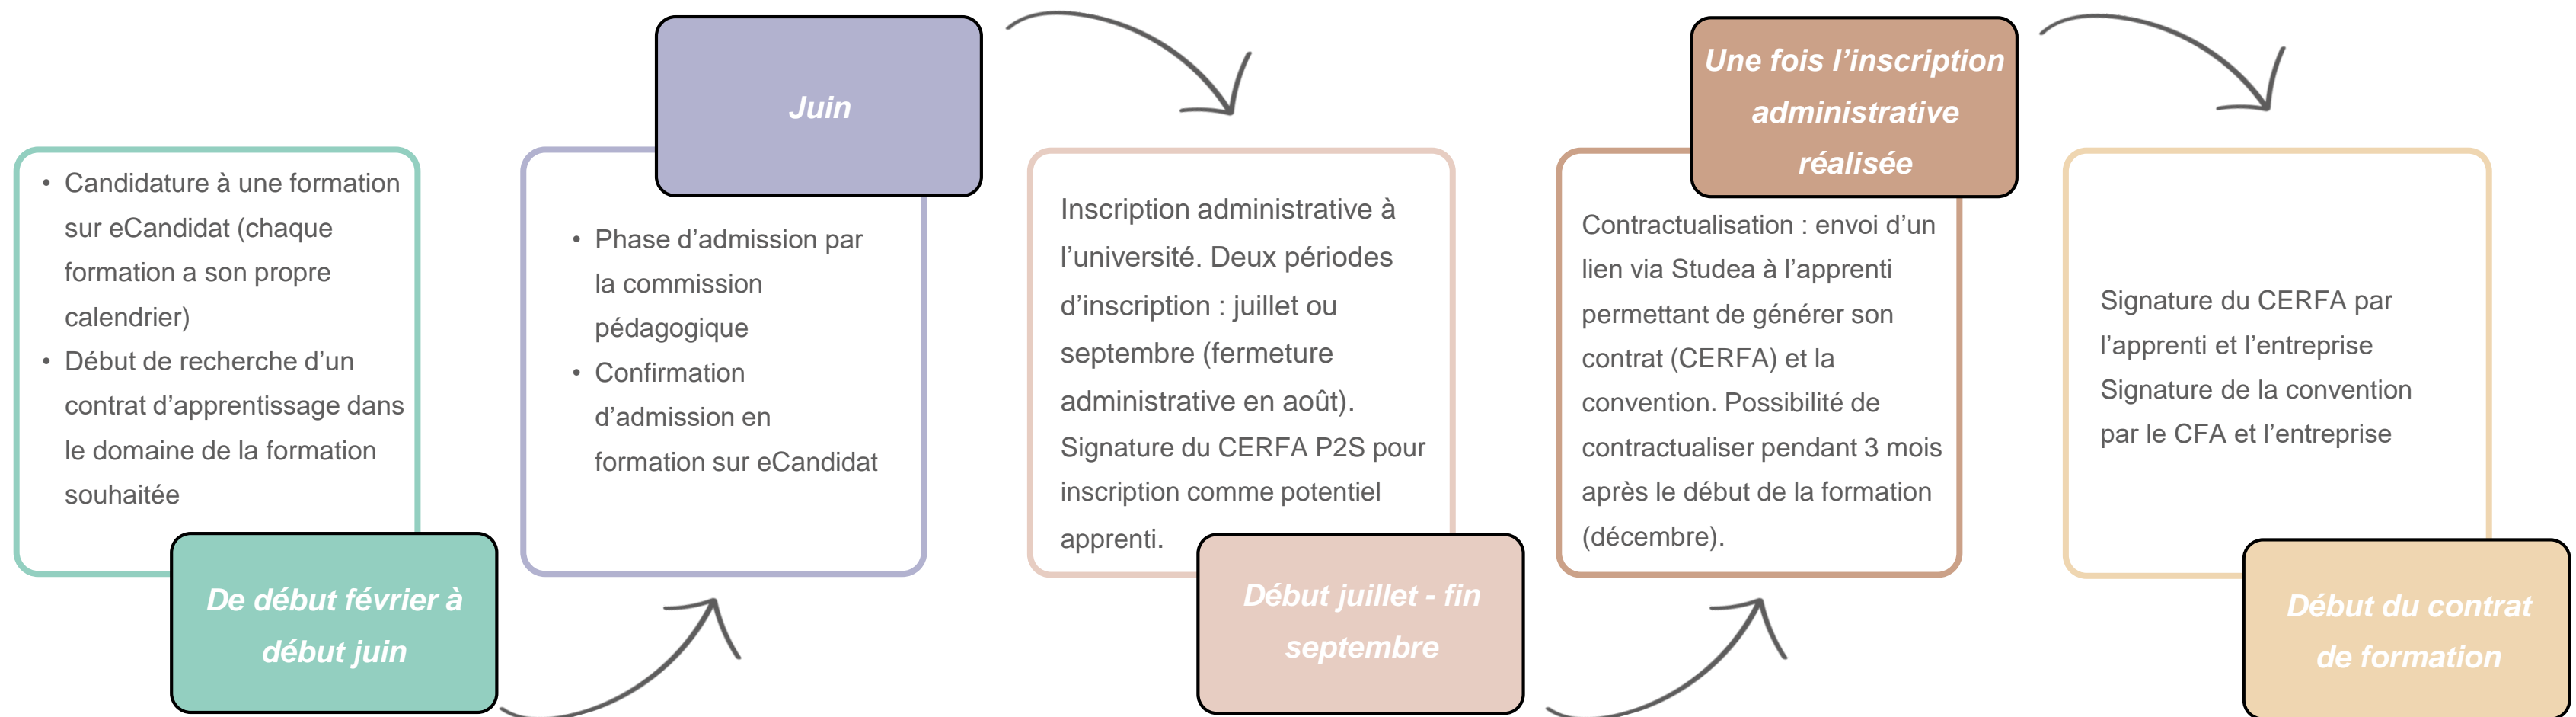 • Candidature à une formation
sur eCandidat (chaque
formation a son propre
calendrier)
• Début de recherche d’un
contrat d’apprentissage dans
le domaine de la formation
souhaitée
De début février à
début juin
Juin
• Phase d’admission par
la commission
pédagogique
• Confirmation
d’admission en
formation sur eCandidat
Inscription administrative à
l’université. Deux périodes
d’inscription : juillet ou
septembre (fermeture
administrative en août).
Signature du CERFA P2S pour
inscription comme potentiel
apprenti.
Début juillet - fin
septembre
Une fois l’inscription
administrative
réalisée
Contractualisation : envoi d’un
lien via Studea à l’apprenti
permettant de générer son
contrat (CERFA) et la
convention. Possibilité de
contractualiser pendant 3 mois
après le début de la formation
(décembre).
Signature du CERFA par
l’apprenti et l’entreprise
Signature de la convention
par le CFA et l’entreprise
Début du contrat
de formation